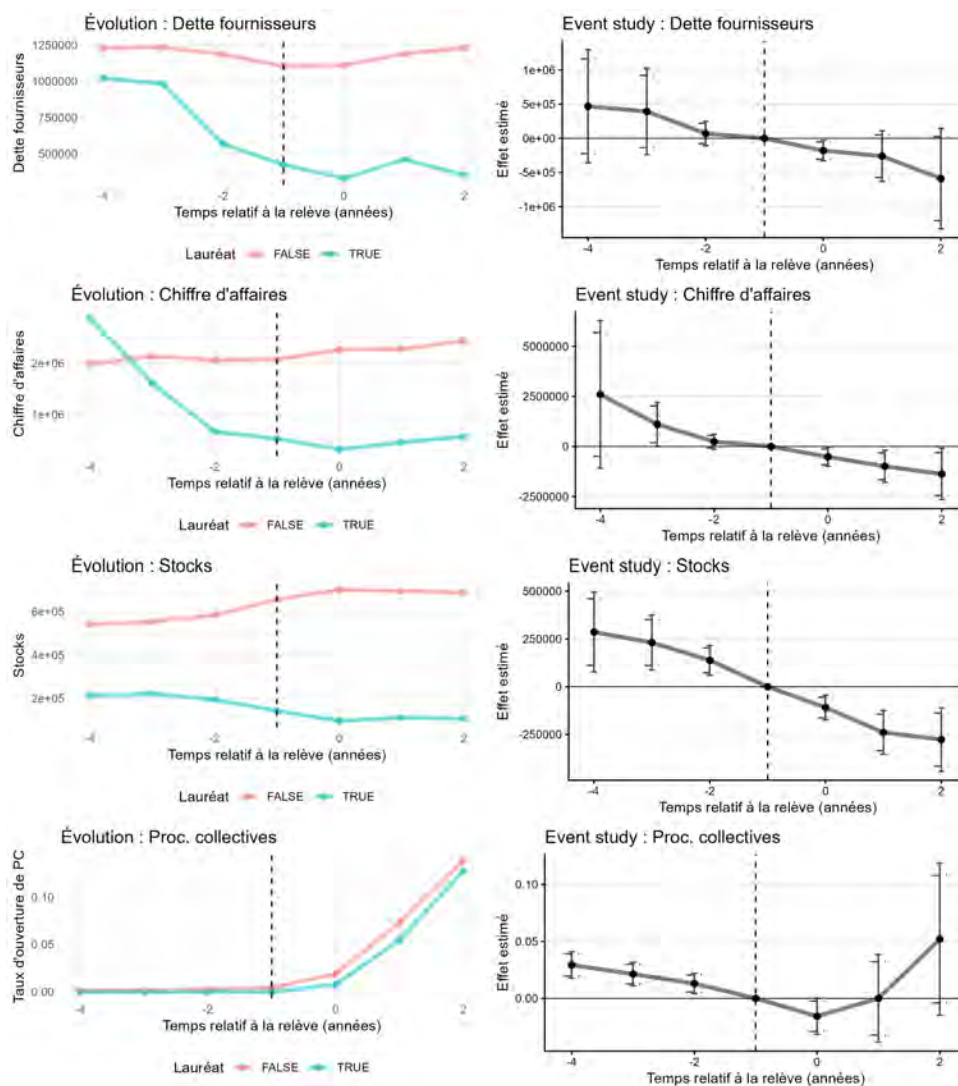 Évolution : Dette fournisseurs
Dette fournisseurs
1250000
1000000
750000
500000
-4
-2
0
2
Temps relatif à la relève (années)
Lauréat FALSE TRUE
Event study : Dette fournisseurs
Effet estimé
1e+06
5e+05
0e+00
-5e+05
-1e+06
-4
-2
0
2
Temps relatif à la relève (années)
Évolution : Chiffre d'affaires
Chiffre d'affaires
2e+06
1e+06
-4
-2
0
2
Temps relatif à la relève (années)
Lauréat FALSE TRUE
Event study : Chiffre d'affaires
Effet estimé
5000000
2500000
0
-2500000
-4
-2
0
2
Temps relatif à la relève (années)
Évolution : Stocks
Stocks
6e+05
4e+05
2e+05
-4
-2
0
2
Temps relatif à la relève (années)
Lauréat FALSE TRUE
Event study : Stocks
Effet estimé
500000
250000
0
-250000
-4
-2
0
2
Temps relatif à la relève (années)
Évolution : Proc. collectives
Taux d'ouverture de PC
0.10
0.05
0.00
-4
-2
0
2
Temps relatif à la relève (années)
Lauréat FALSE TRUE
Event study : Proc. collectives
Effet estimé
0.10
0.05
0.00
-4
-2
0
2
Temps relatif à la relève (années)